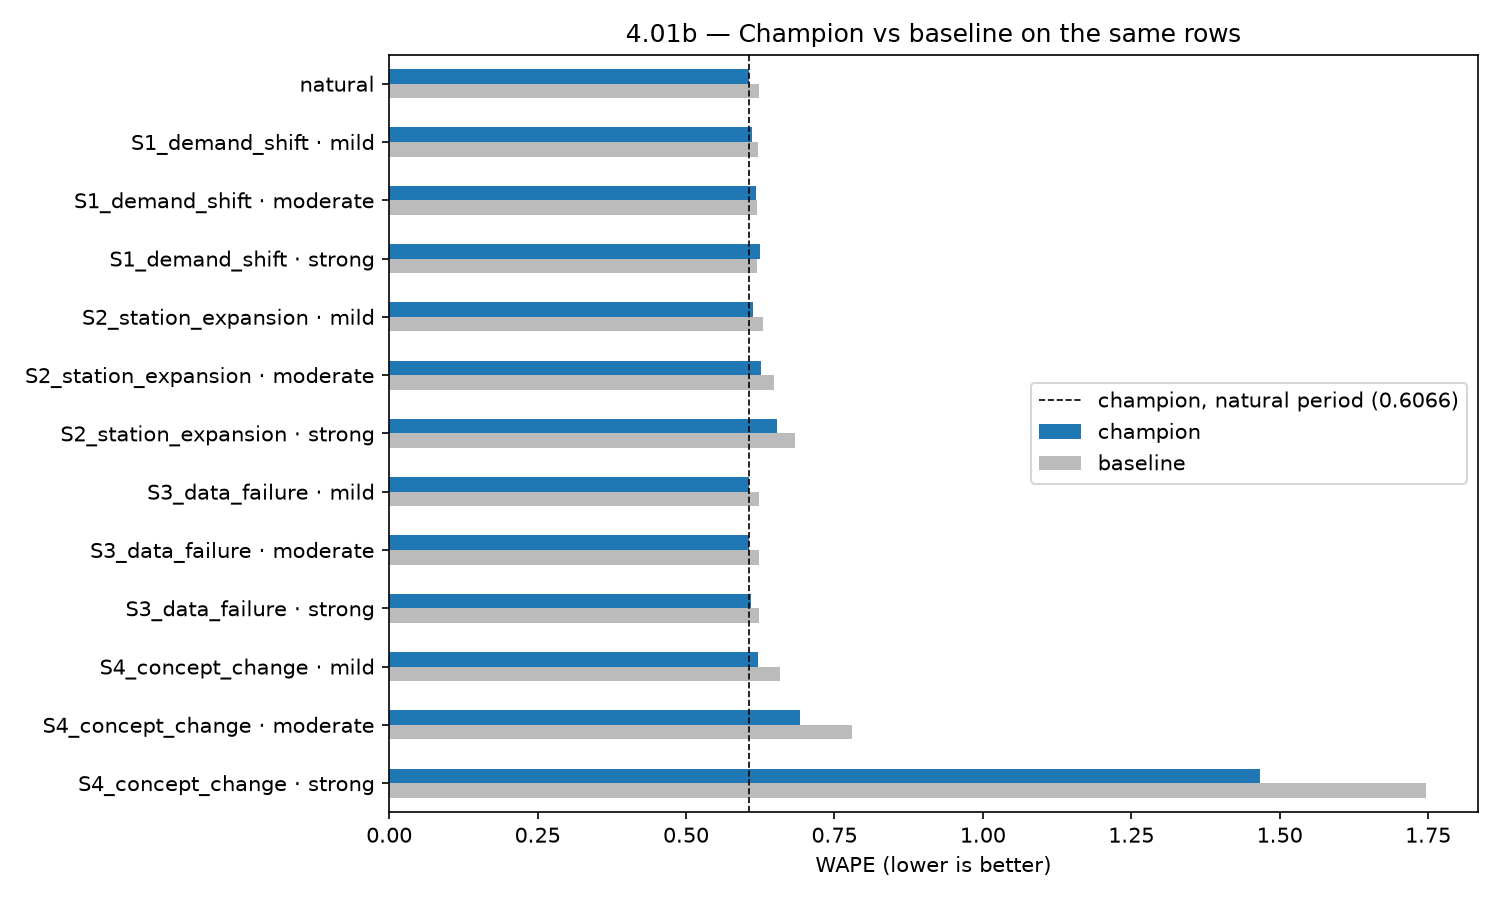 4.01b — Champion vs baseline on the same rows
natural
S1_demand_shift · mild
S1_demand_shift · moderate
S1_demand_shift · strong
S2_station_expansion · mild
S2_station_expansion · moderate
S2_station_expansion · strong
S3_data_failure · mild
S3_data_failure · moderate
S3_data_failure · strong
S4_concept_change · mild
S4_concept_change · moderate
S4_concept_change · strong
champion, natural period (0.6066)
champion
baseline
0.00 0.25 0.50 0.75 1.00 1.25 1.50 1.75
WAPE (lower is better)